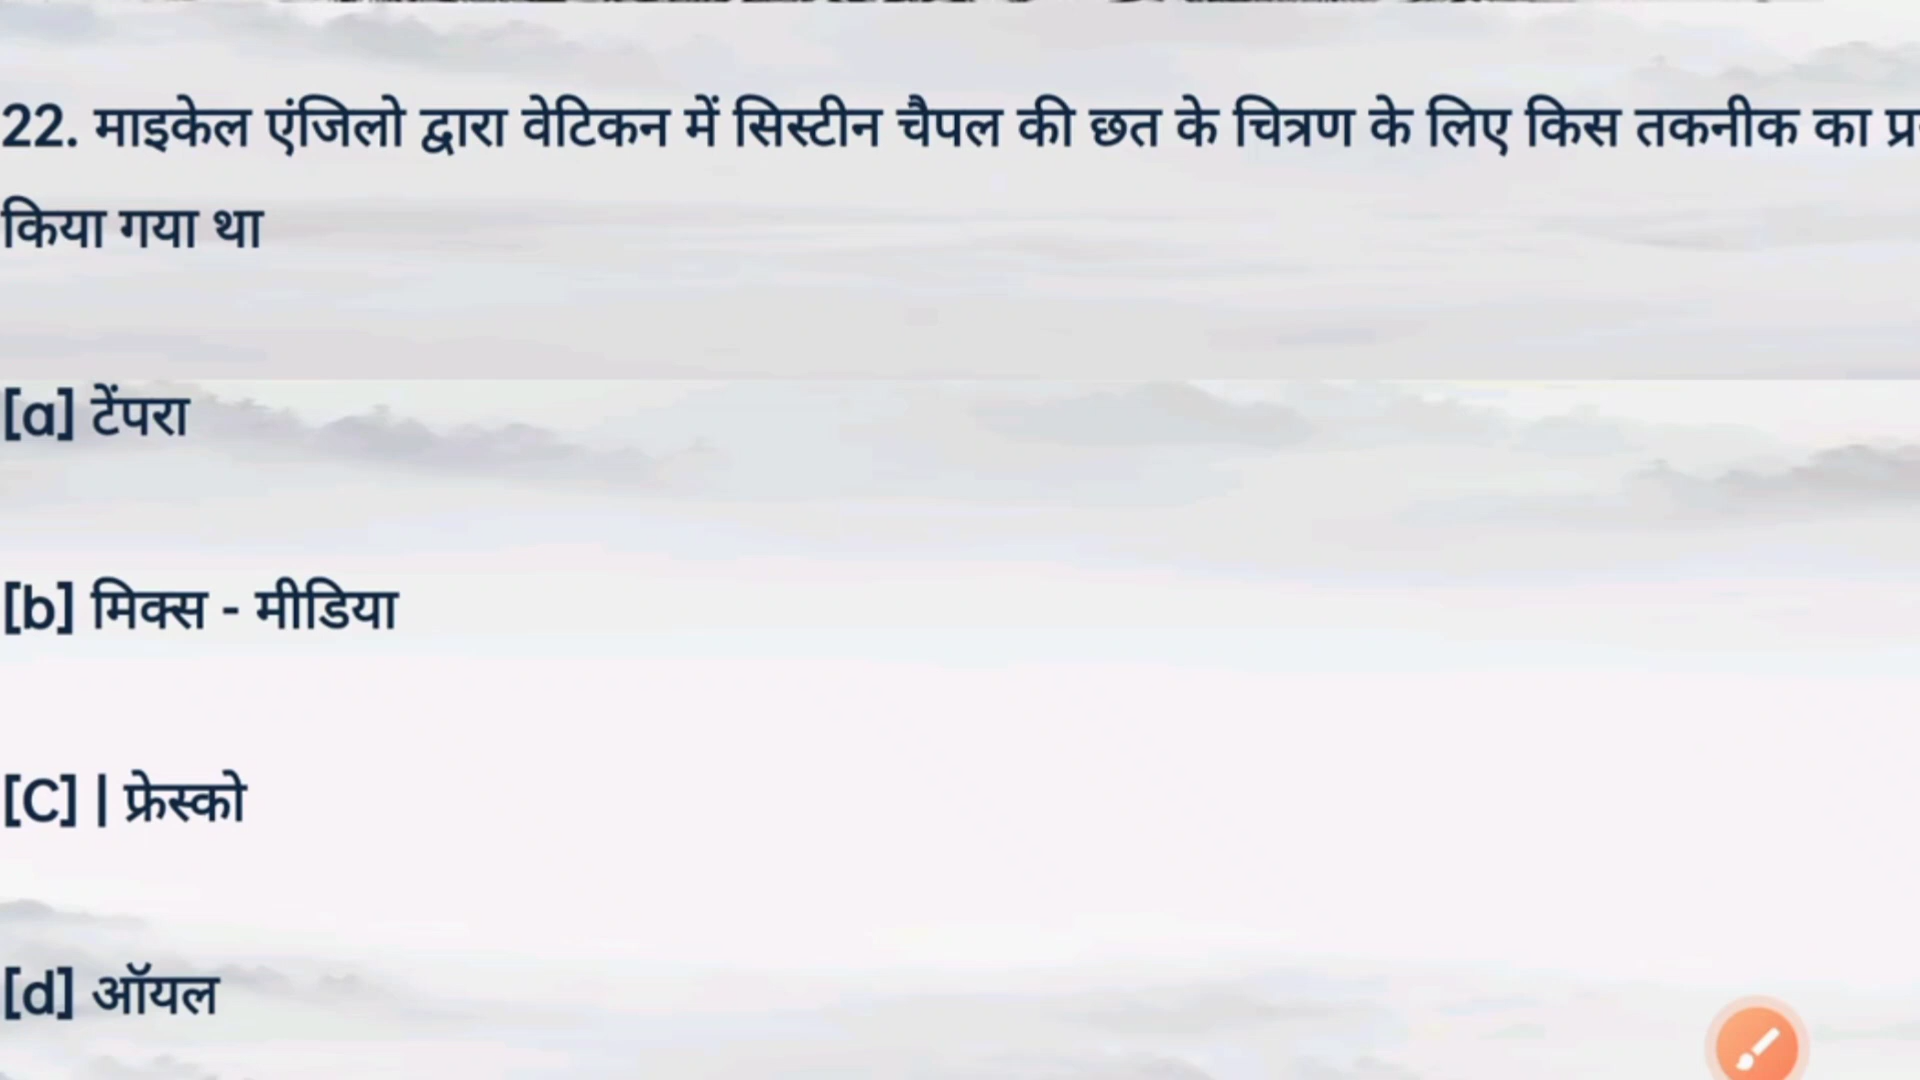 22. माइकेल एंजिलो द्वारा वेटिकन में सिस्टीन चैपल की छत के चित्रण के लिए किस तकनीक का
किया गया था
[a] टेंपरा
[b] मिक्स - मीडिया
[C] | फ्रेस्को
[d] ऑयल